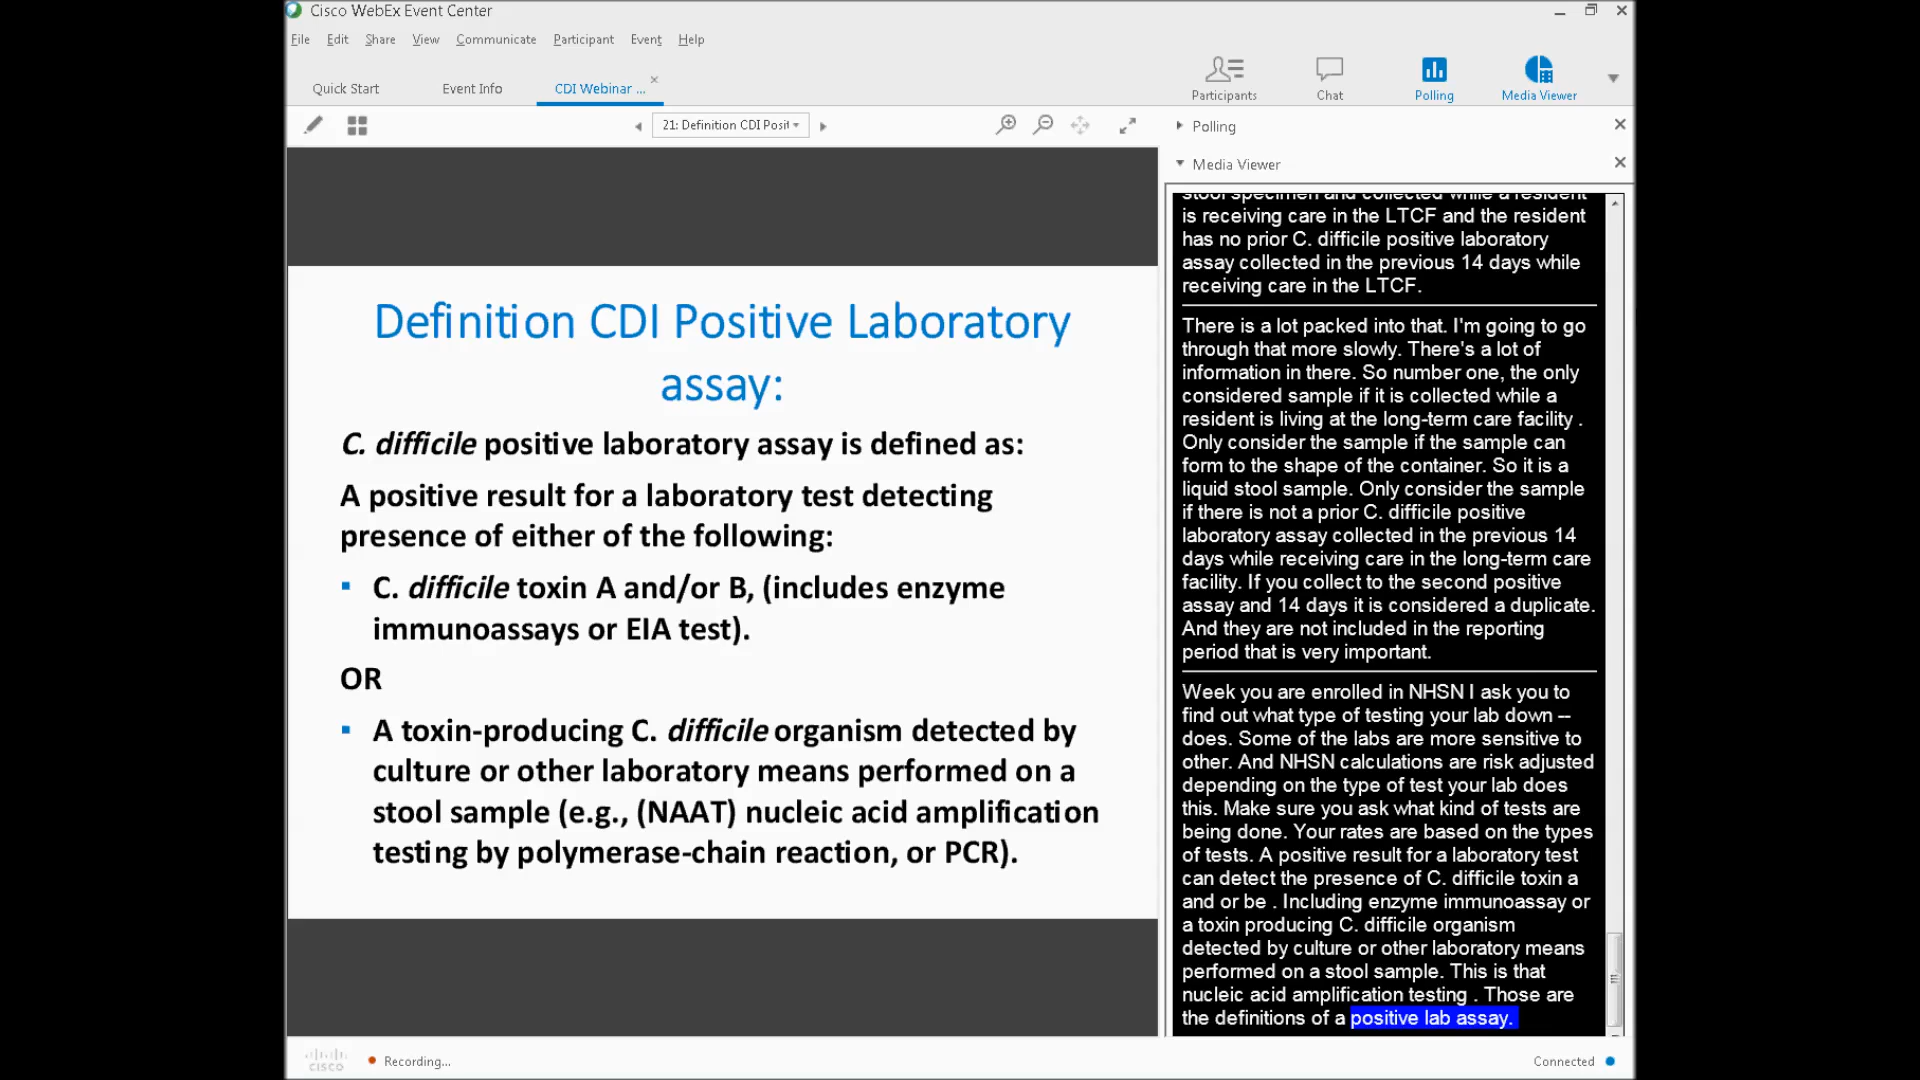 Cisco WebEx Event Center
File Edit Share View Communicate Participant Event Help
Participants Chat Polling Media Viewer
Quick Start Event Info CDI Webinar ...
21: Definition CDI Posit
Polling
Media Viewer
Definition CDI Positive Laboratory
assay:
C. difficile positive laboratory assay is defined as:
A positive result for a laboratory test detecting
presence of either of the following:
C. difficile toxin A and/or B, (includes enzyme
immunoassays or EIA test).
OR
A toxin-producing C. difficile organism detected by
culture or other laboratory means performed on a
stool sample (e.g., (NAAT) nucleic acid amplification
testing by polymerase-chain reaction, or PCR).
stool specimen and collected while a resident
is receiving care in the LTCF and the resident
has no prior C. difficile positive laboratory
assay collected in the previous 14 days while
receiving care in the LTCF.
There is a lot packed into that. I'm going to go
through that more slowly. There's a lot of
information in there. So number one, the only
considered sample if it is collected while a
resident is living at the long-term care facility .
Only consider the sample if the sample can
form to the shape of the container. So it is a
liquid stool sample. Only consider the sample
if there is not a prior C. difficile positive
laboratory assay collected in the previous 14
days while receiving care in the long-term care
facility. If you collect to the second positive
assay and 14 days it is considered a duplicate.
And they are not included in the reporting
period that is very important.
Week you are enrolled in NHSN I ask you to
find out what type of testing your lab down --
does. Some of the labs are more sensitive to
other. And NHSN calculations are risk adjusted
depending on the type of test your lab does
this. Make sure you ask what kind of tests are
being done. Your rates are based on the types
of tests. A positive result for a laboratory test
can detect the presence of C. difficile toxin a
and or be . Including enzyme immunoassay or
a toxin producing C. difficile organism
detected by culture or other laboratory means
performed on a stool sample. This is that
nucleic acid amplification testing . Those are
the definitions of a positive lab assay.
cisco Recording... Connected